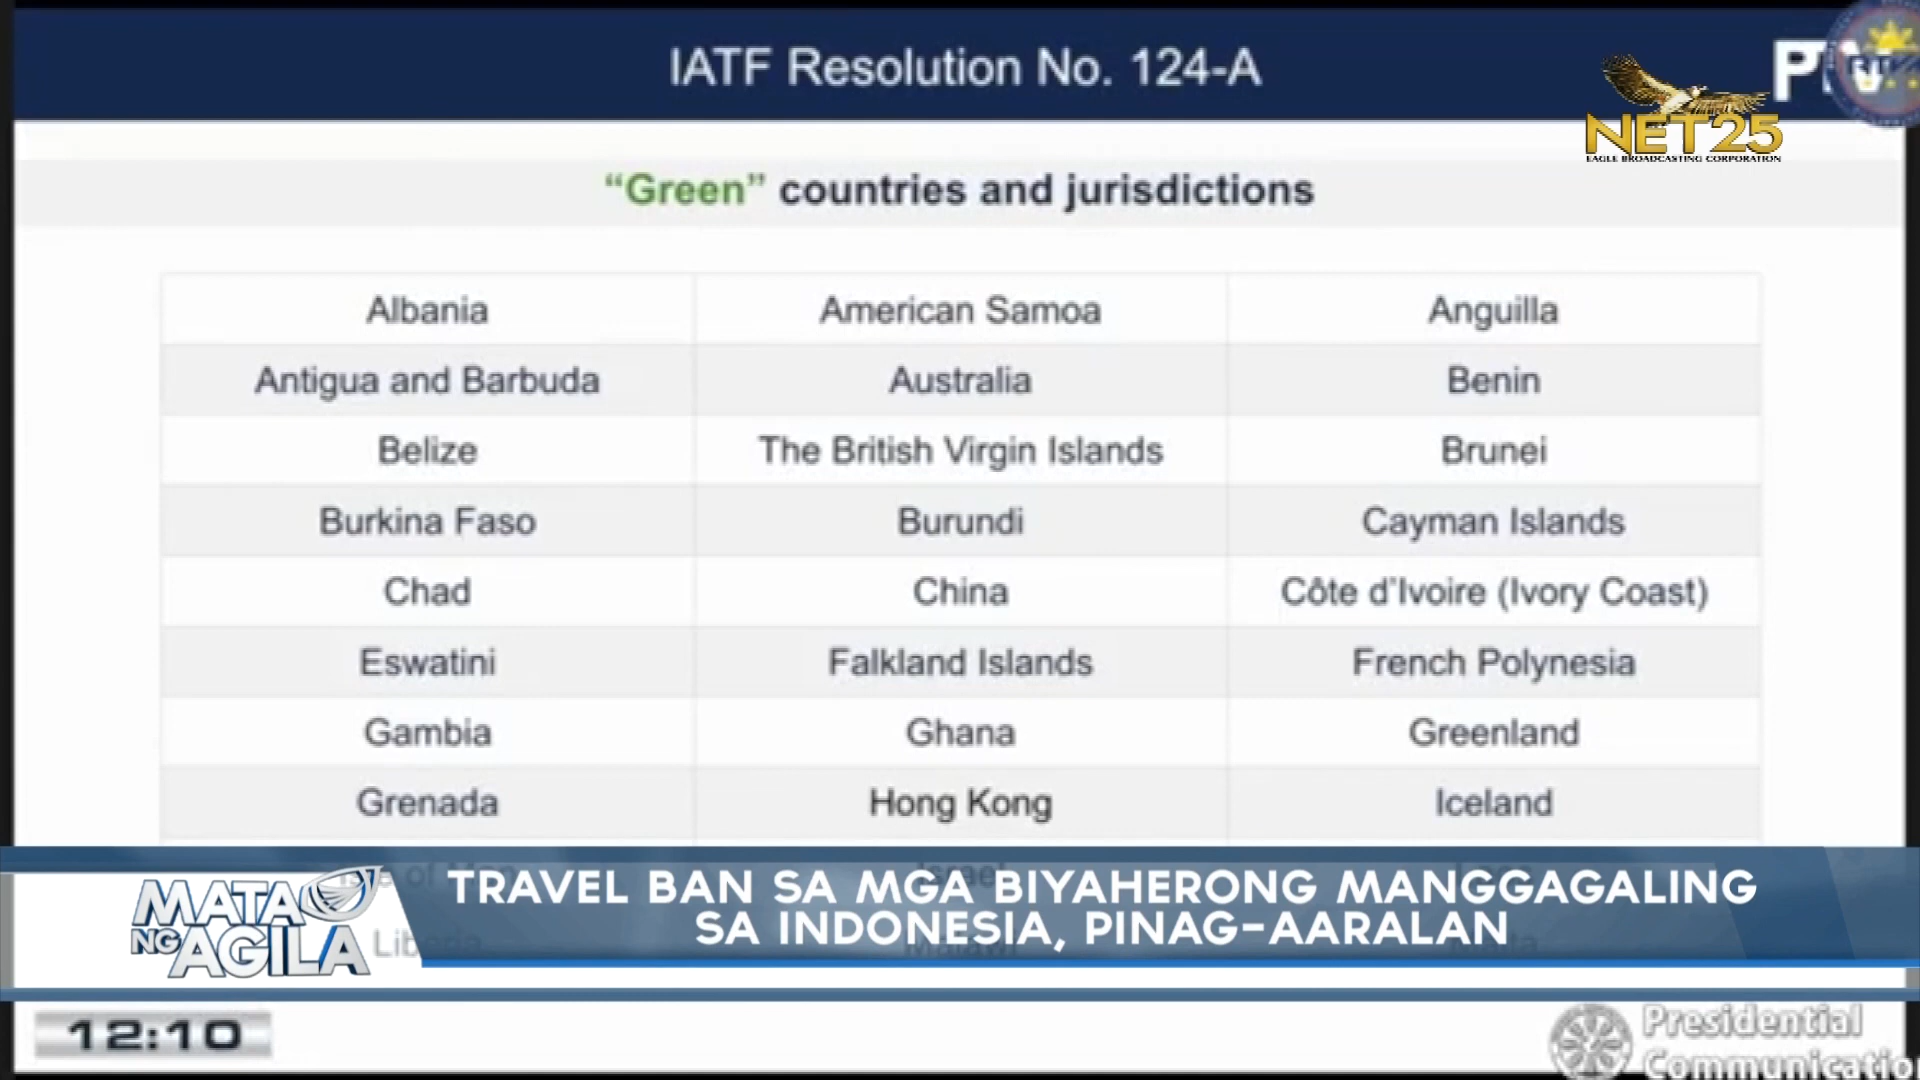 IATF Resolution No. 124-A
PTV
NET25
EAGLE BROADCASTING CORPORATION
“Green” countries and jurisdictions
Albania American Samoa Anguilla
Antigua and Barbuda Australia Benin
Belize The British Virgin Islands Brunei
Burkina Faso Burundi Cayman Islands
Chad China Côte d'Ivoire (Ivory Coast)
Eswatini Falkland Islands French Polynesia
Gambia Ghana Greenland
Grenada Hong Kong Iceland
MATA NG AGILA
TRAVEL BAN SA MGA BIYAHERONG MANGGAGALING
SA INDONESIA, PINAG-AARALAN
12:10
Presidential